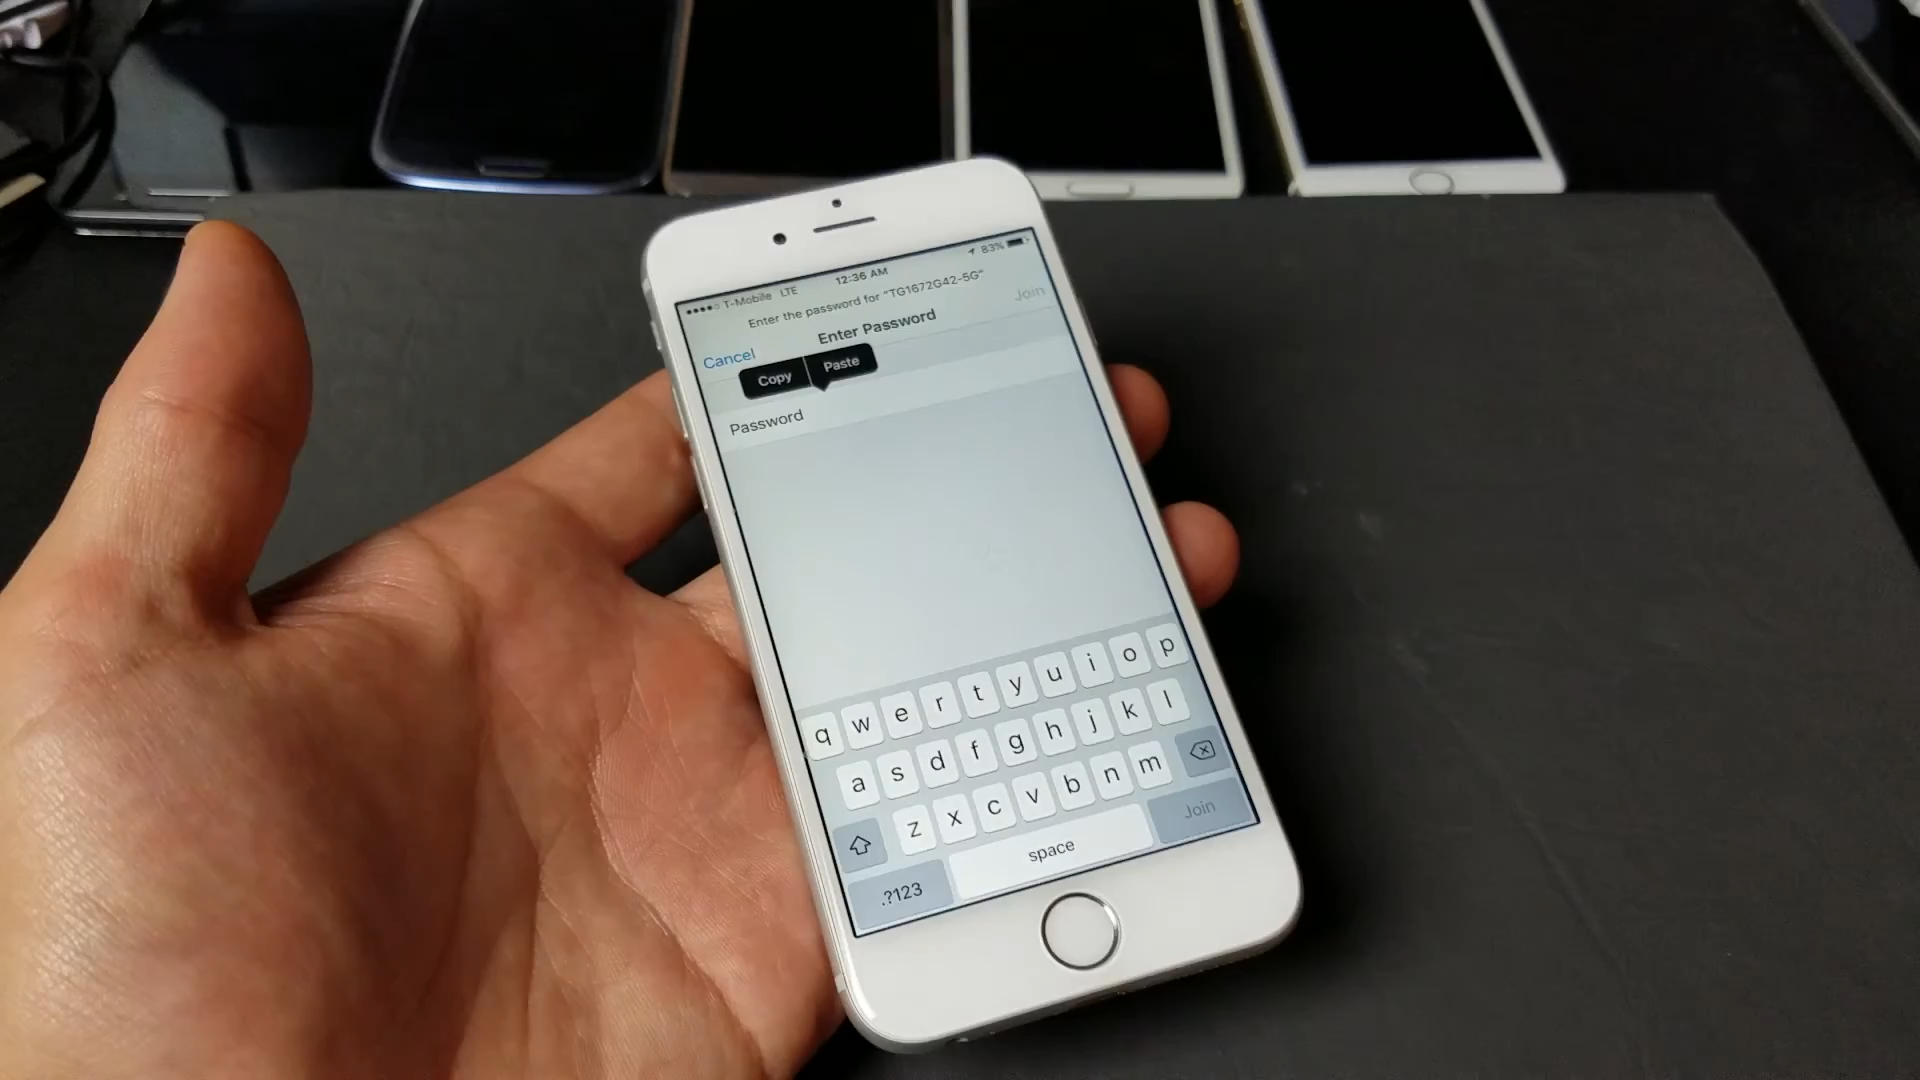 T-Mobile LTE 12:36 AM 83%
Enter the password for “TG1672G42-5G”
Cancel Enter Password Join
Copy Paste
Password
q w e r t y u i o p
a s d f g h j k l
z x c v b n m
.?123 space Join